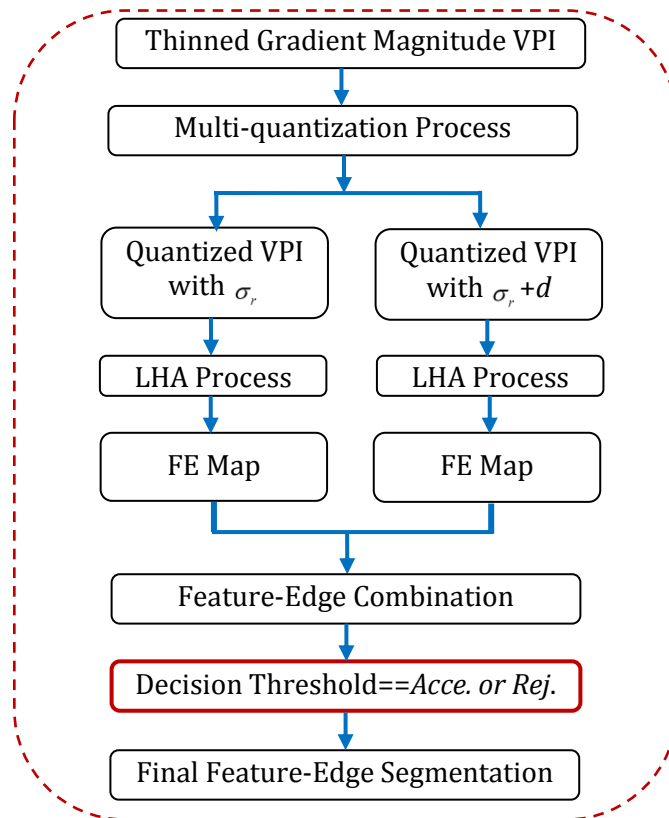 Thinned Gradient Magnitude VPI
Multi-quantization Process
Quantized VPI
with σr
Quantized VPI
with σr +d
LHA Process
LHA Process
FE Map
FE Map
Feature-Edge Combination
Decision Threshold==Acce. or Rej.
Final Feature-Edge Segmentation